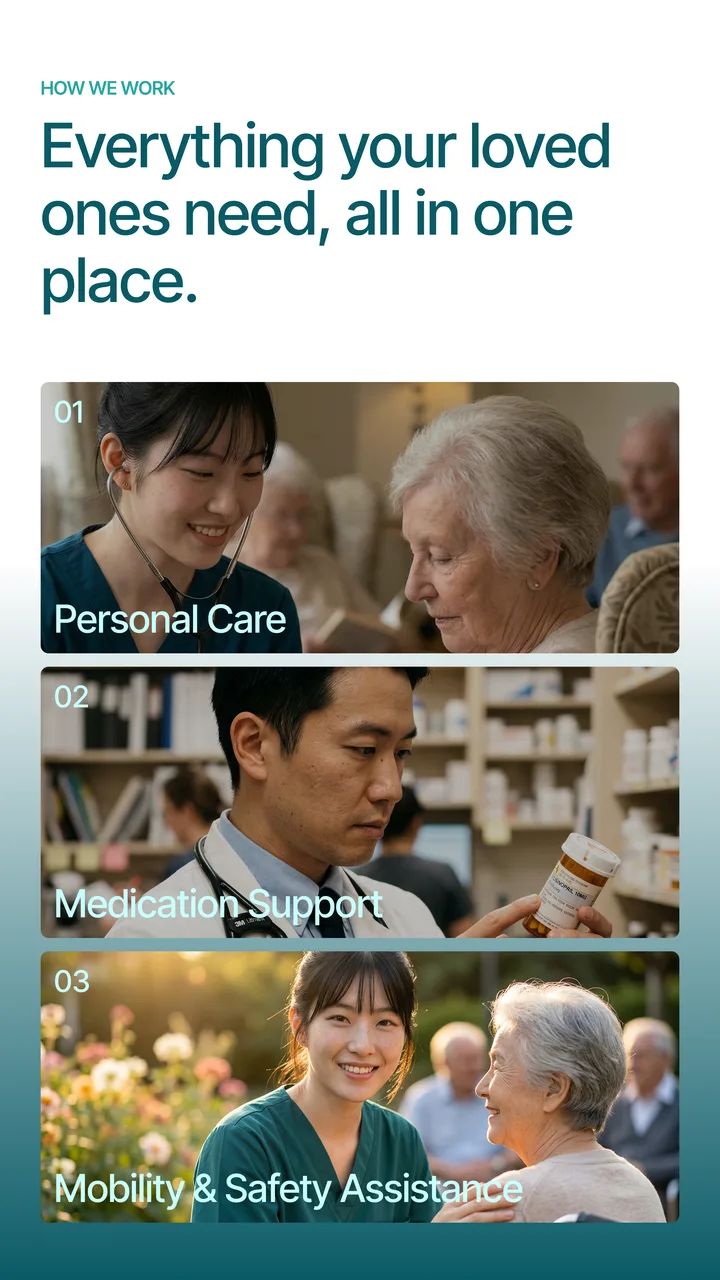 HOW WE WORK
Everything your loved
ones need, all in one
place.
01
Personal Care
02
10MG
Medication Support
03
Mobility & Safety Assistance